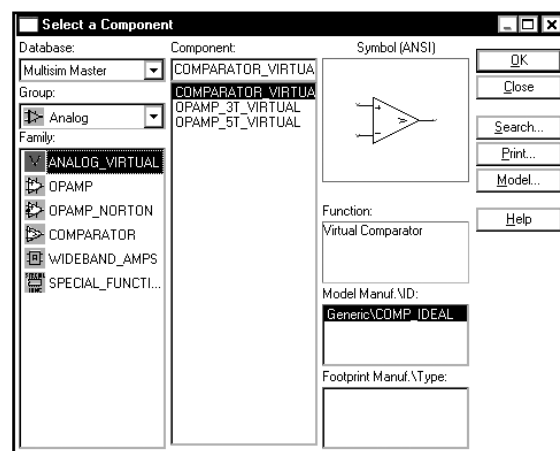 Select a Component
Database:
Multisim Master
Group:
Analog
Family:
ANALOG_VIRTUAL
OPAMP
OPAMP_NORTON
COMPARATOR
WIDEBAND_AMPS
SPECIAL_FUNCTI...
Component:
COMPARATOR_VIRTUA
COMPARATOR_VIRTUA
OPAMP_3T_VIRTUAL
OPAMP_5T_VIRTUAL
Symbol (ANSI)
Function:
Virtual Comparator
Model Manuf.\ID:
Generic\COMP_IDEAL
Footprint Manuf.\Type:
OK
Close
Search...
Print...
Model...
Help